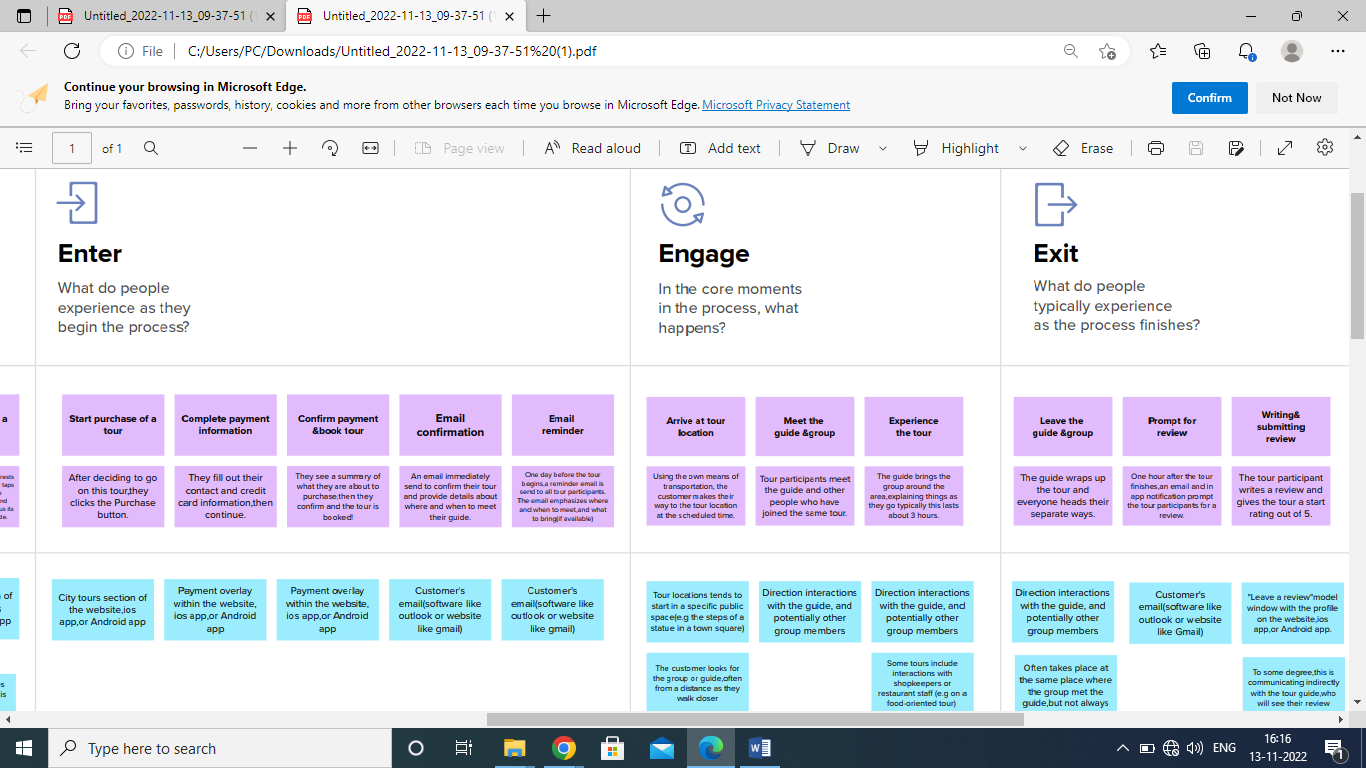 Untitled_2022-11-13_09-37-51 (
Untitled_2022-11-13_09-37-51 (
File
C:/Users/PC/Downloads/Untitled_2022-11-13_09-37-51%20(1).pdf
Continue your browsing in Microsoft Edge.
Bring your favorites, passwords, history, cookies and more from other browsers each time you browse in Microsoft Edge. Microsoft Privacy Statement
Confirm
Not Now
1
of 1
Page view
Read aloud
Add text
Draw
Highlight
Erase
Enter
What do people
experience as they
begin the process?
Engage
In the core moments
in the process, what
happens?
Exit
What do people
typically experience
as the process finishes?
a
Start purchase of a
tour
Complete payment
information
Confirm payment
&book tour
Email
confirmation
Email
reminder
Arrive at tour
location
Meet the
guide &group
Experience
the tour
Leave the
guide &group
Prompt for
review
Writing&
submitting
review
After deciding to go
on this tour,they
clicks the Purchase
button.
They fill out their
contact and credit
card information,then
continue.
They see a summary of
what they are about to
purchase,then they
confirm and the tour is
booked!
An email immediately
send to confirm their tour
and provide details about
where and when to meet
their guide.
One day before the tour
begins,a reminder email is
send to all tour participants.
The email emphasizes where
and when to meet,and what
to bring(if available)
Using the own means of
transportation, the
customer makes their
way to the tour location
at the scheduled time.
Tour participants meet
the guide and other
people who have
joined the same tour.
The guide brings the
group around the
area,explaining things as
they go typically this lasts
about 3 hours.
The guide wraps up
the tour and
everyone heads their
separate ways.
One hour after the tour
finishes,an email and in
app notification prompt
the tour participants for a
review.
The tour participant
writes a review and
gives the tour a start
rating out of 5.
City tours section of
the website,ios
app,or Android app
Payment overlay
within the website,
ios app,or Android
app
Payment overlay
within the website,
ios app,or Android
app
Customer's
email(software like
outlook or website
like gmail)
Customer's
email(software like
outlook or website
like gmail)
Tour locations tends to
start in a specific public
space(e.g the steps of a
statue in a town square)
Direction interactions
with the guide, and
potentially other
group members
Direction interactions
with the guide, and
potentially other
group members
Direction interactions
with the guide, and
potentially other
group members
Customer's
email(software like
outlook or website
like Gmail)
"Leave a review"model
window with the profile
on the website,ios
app,or Android app.
The customer looks for
the group or guide,often
from a distance as they
walk closer
Some tours include
interactions with
shopkeepers or
restaurant staff (e.g on a
food-oriented tour)
Often takes place at
the same place where
the group met the
guide,but not always
To some degree,this is
communicating indirectly
with the tour guide,who
will see their review
Type here to search
ENG
16:16
13-11-2022
1